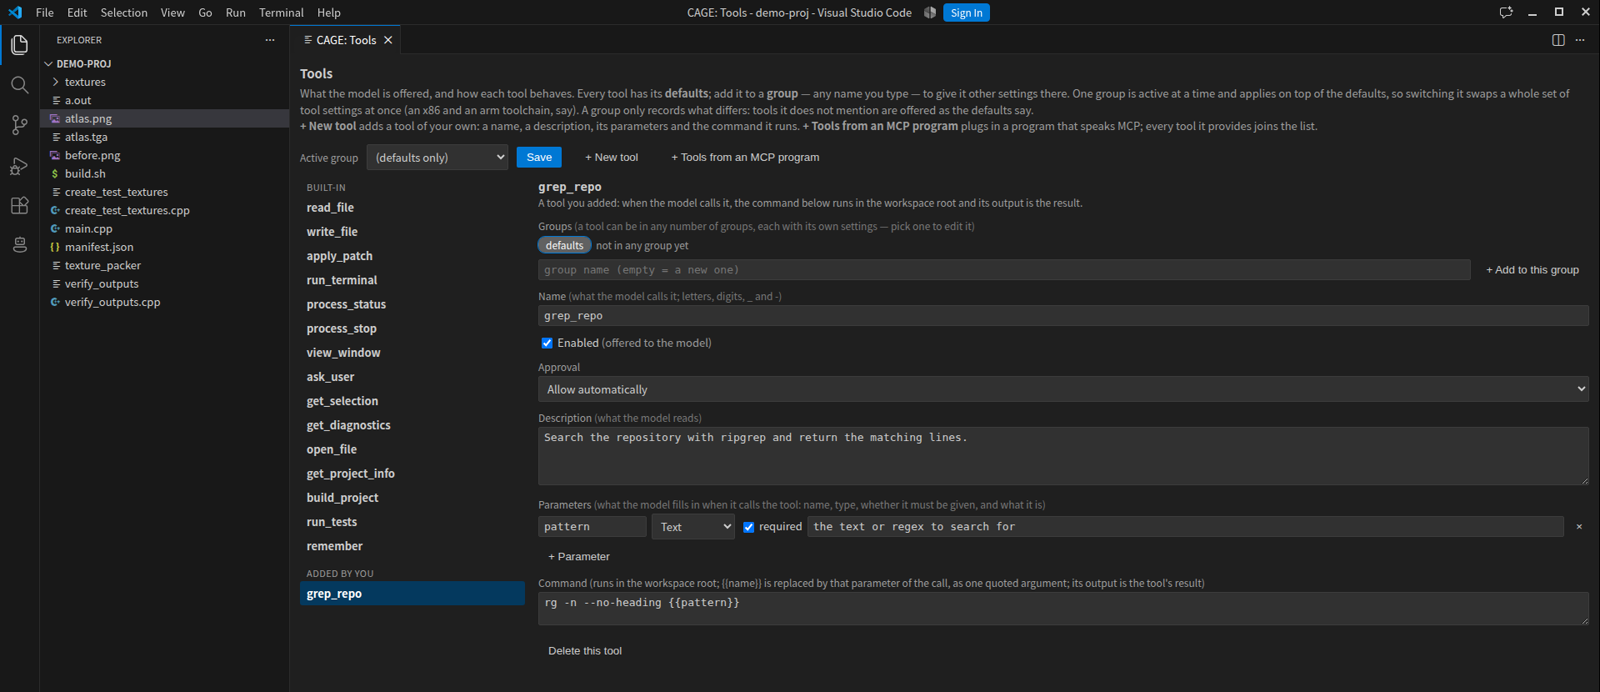 File Edit Selection View Go Run Terminal Help
CAGE: Tools - demo-proj - Visual Studio Code
Sign In
EXPLORER
DEMO-PROJ
textures
a.out
atlas.png
atlas.tga
before.png
build.sh
create_test_textures
create_test_textures.cpp
main.cpp
manifest.json
texture_packer
verify_outputs
verify_outputs.cpp
CAGE: Tools
Tools
What the model is offered, and how each tool behaves. Every tool has its defaults; add it to a group — any name you type — to give it other settings there. One group is active at a time and applies on top of the defaults, so switching it swaps a whole set of
tool settings at once (an x86 and an arm toolchain, say). A group only records what differs: tools it does not mention are offered as the defaults say.
+ New tool adds a tool of your own: a name, a description, its parameters and the command it runs. + Tools from an MCP program plugs in a program that speaks MCP; every tool it provides joins the list.
Active group (defaults only) Save + New tool + Tools from an MCP program
BUILT-IN
read_file
write_file
apply_patch
run_terminal
process_status
process_stop
view_window
ask_user
get_selection
get_diagnostics
open_file
get_project_info
build_project
run_tests
remember
ADDED BY YOU
grep_repo
grep_repo
A tool you added: when the model calls it, the command below runs in the workspace root and its output is the result.
Groups (a tool can be in any number of groups, each with its own settings — pick one to edit it)
defaults not in any group yet
group name (empty = a new one) + Add to this group
Name (what the model calls it; letters, digits, _ and -)
grep_repo
Enabled (offered to the model)
Approval
Allow automatically
Description (what the model reads)
Search the repository with ripgrep and return the matching lines.
Parameters (what the model fills in when it calls the tool: name, type, whether it must be given, and what it is)
pattern Text required the text or regex to search for ×
+ Parameter
Command (runs in the workspace root; {{name}} is replaced by that parameter of the call, as one quoted argument; its output is the tool's result)
rg -n --no-heading {{pattern}}
Delete this tool